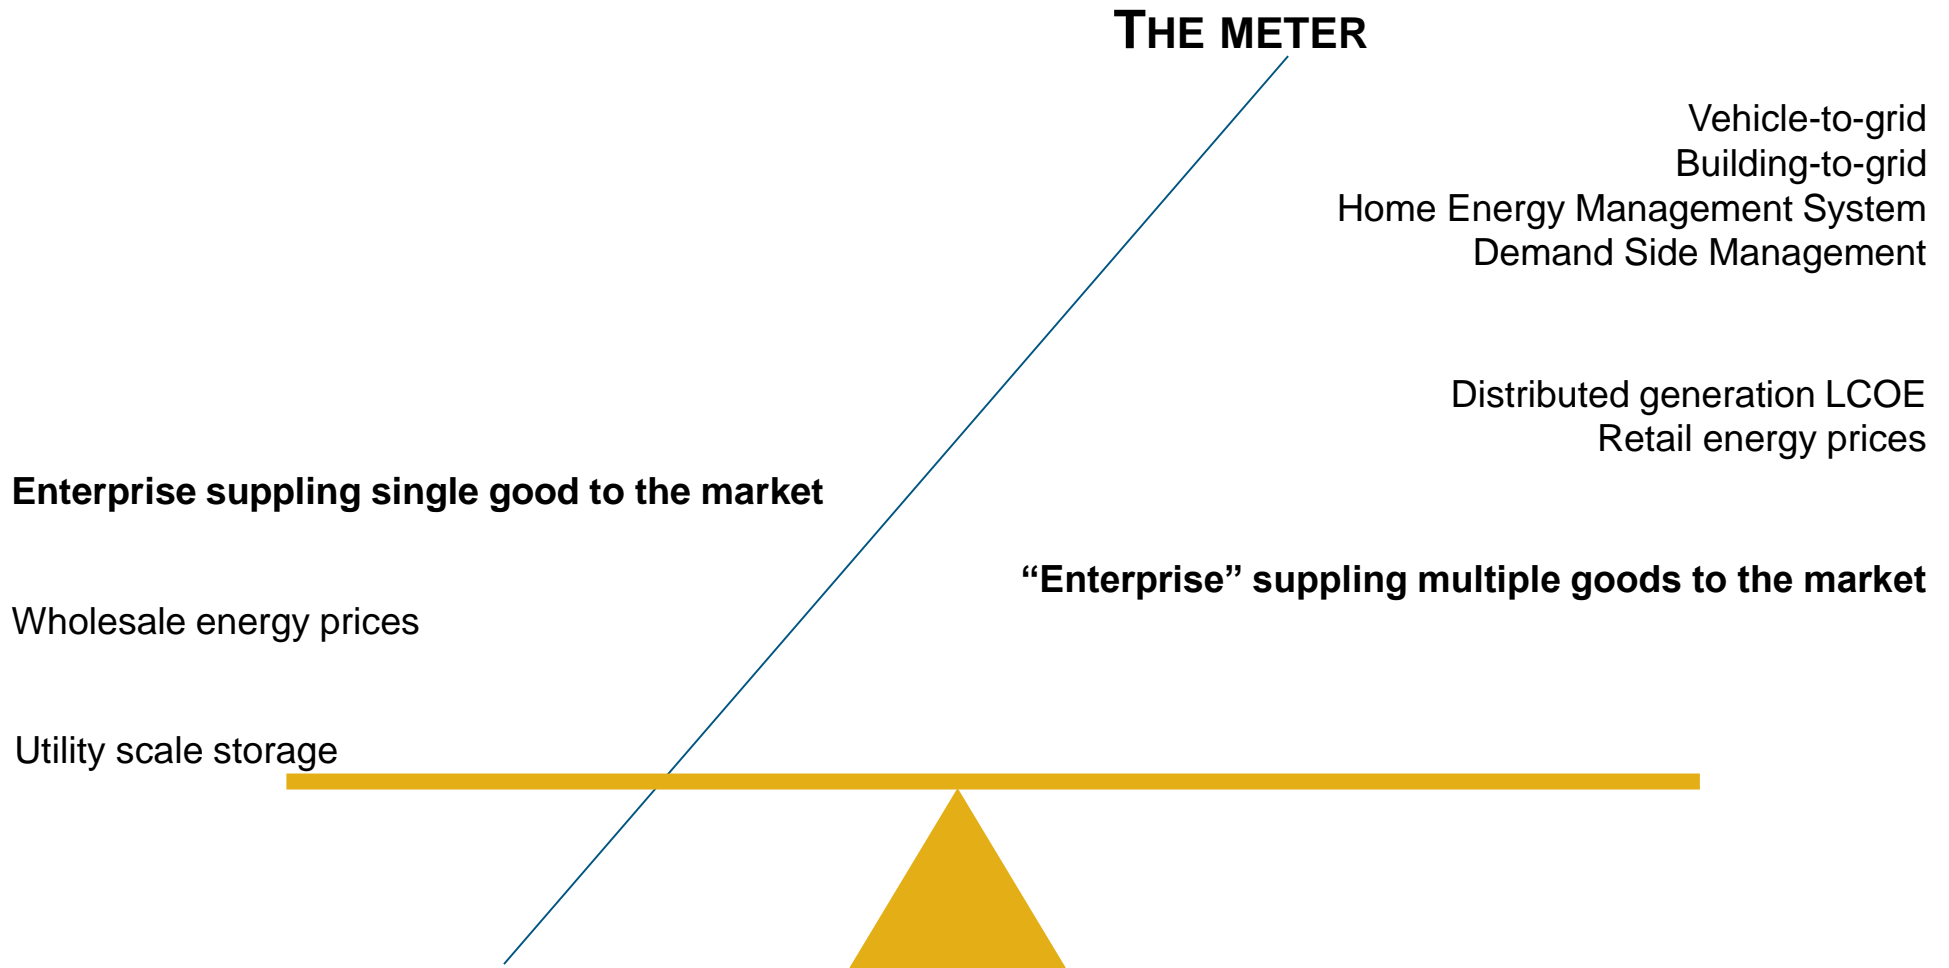 THE METER
Vehicle-to-grid
Building-to-grid
Home Energy Management System
Demand Side Management
Distributed generation LCOE
Retail energy prices
Enterprise suppling single good to the market
“Enterprise” suppling multiple goods to the market
Wholesale energy prices
Utility scale storage